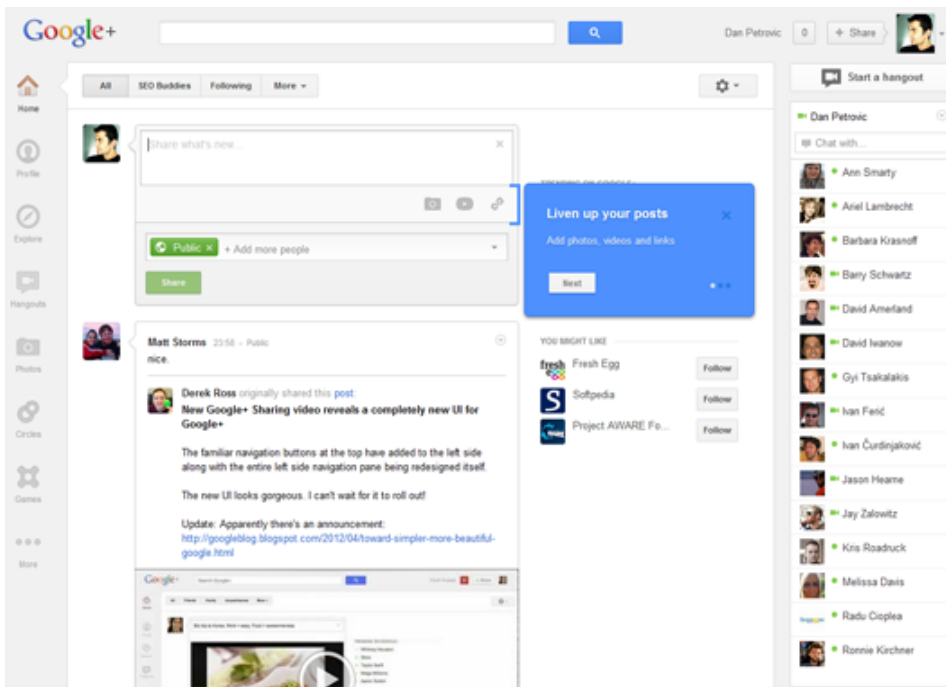 Google+
Dan Petrovic 0 + Share
Home
Profile
Explore
Hangouts
Photos
Circles
Games
More
All SEO Buddies Following More
Share what's new...
Public × + Add more people
Share
TRENDING ON GOOGLE+
Liven up your posts
Add photos, videos and links
Next
Matt Storms 23:58 - Public
nice.
Derek Ross originally shared this post:
New Google+ Sharing video reveals a completely new UI for
Google+
The familiar navigation buttons at the top have added to the left side
along with the entire left side navigation pane being redesigned itself.
The new UI looks gorgeous. I can't wait for it to roll out!
Update: Apparently there's an announcement:
http://googleblog.blogspot.com/2012/04/toward-simpler-more-beautiful-
google.html
Google+ Search Google+
YOU MIGHT LIKE
fresh Fresh Egg Follow
S Softpedia Follow
Project AWARE Fo... Follow
Start a hangout
Dan Petrovic
Chat with...
Ann Smarty
Ariel Lambrecht
Barbara Krasnoff
Barry Schwartz
David Amerland
David Iwanow
Gyi Tsakalakis
Ivan Ferić
Ivan Čurdinjaković
Jason Hearne
Jay Zalowitz
Kris Roadruck
Melissa Davis
Radu Cioplea
Ronnie Kirchner